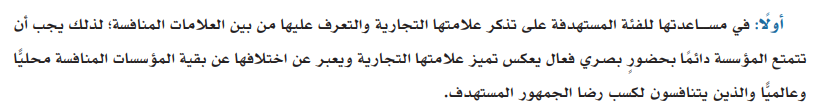 أولًا: في مساعدتها للفئة المستهدفة على تذكر علامتها التجارية والتعرف عليها من بين العلامات المنافسة؛ لذلك يجب أن
تتمتع المؤسسة دائمًا بحضورٍ بصري فعال يعكس تميز علامتها التجارية ويعبر عن اختلافها عن بقية المؤسسات المنافسة محليًّا
وعالميًّا والذين يتنافسون لكسب رضا الجمهور المستهدف.